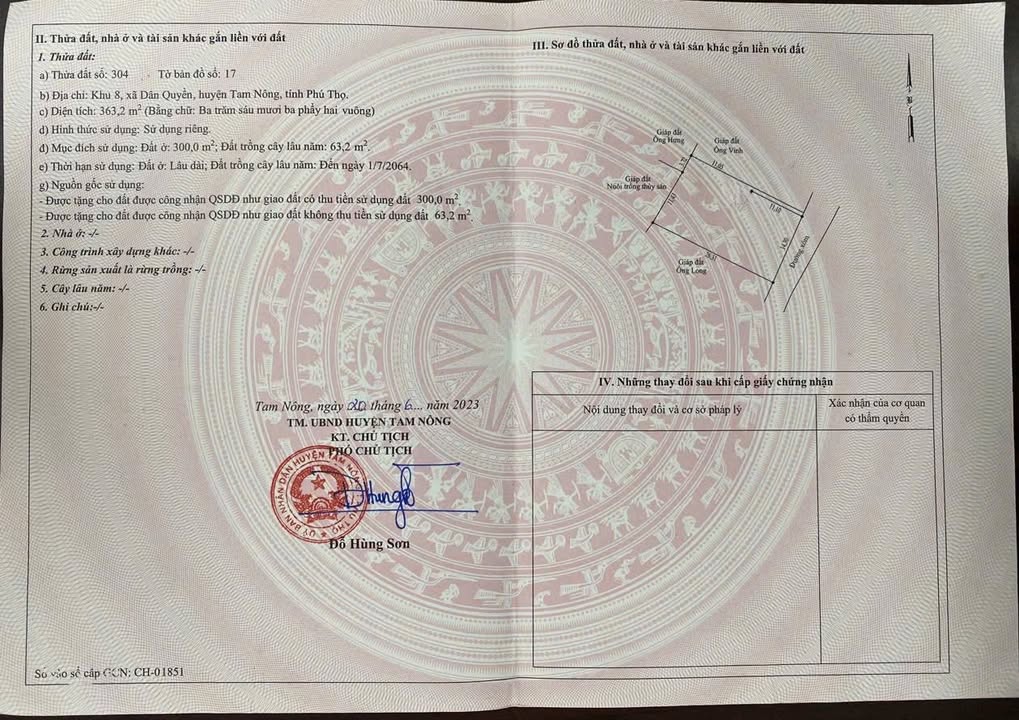 II. Thửa đất, nhà ở và tài sản khác gắn liền với đất
1. Thửa đất:
a) Thửa đất số: 304 Tờ bản đồ số: 17
b) Địa chỉ: Khu 8, xã Dân Quyền, huyện Tam Nông, tỉnh Phú Thọ.
c) Diện tích: 363,2 m² (Bằng chữ: Ba trăm sáu mươi ba phẩy hai vuông)
d) Hình thức sử dụng: Sử dụng riêng.
đ) Mục đích sử dụng: Đất ở: 300,0 m²; Đất trồng cây lâu năm: 63,2 m².
e) Thời hạn sử dụng: Đất ở: Lâu dài; Đất trồng cây lâu năm: Đến ngày 1/7/2064.
g) Nguồn gốc sử dụng:
- Được tặng cho đất được công nhận QSDĐ như giao đất có thu tiền sử dụng đất 300,0 m².
- Được tặng cho đất được công nhận QSDĐ như giao đất không thu tiền sử dụng đất 63,2 m².
2. Nhà ở: -/-
3. Công trình xây dựng khác: -/-
4. Rừng sản xuất là rừng trồng: -/-
5. Cây lâu năm: -/-
6. Ghi chú:-/-
Tam Nông, ngày 20 tháng 6... năm 2023
TM. UBND HUYỆN TAM NÔNG
KT. CHỦ TỊCH
PHÓ CHỦ TỊCH
ỦY BAN NHÂN DÂN HUYỆN TAM NÔNG
Đỗ Hùng Sơn
Số vào sổ cấp GCN: CH-01851
III. Sơ đồ thửa đất, nhà ở và tài sản khác gắn liền với đất
B
Giáp đất
Ông Hưng
Giáp đất
Ông Vinh
Giáp đất
Nuôi trồng thủy sản
Giáp đất
Ông Long
Đường xóm
IV. Những thay đổi sau khi cấp giấy chứng nhận
Nội dung thay đổi và cơ sở pháp lý
Xác nhận của cơ quan
có thẩm quyền